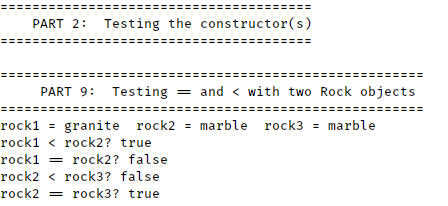 =======================================
PART 2:  Testing the constructor(s)
=======================================
=====================================================
PART 9:  Testing == and < with two Rock objects
=====================================================
rock1 = granite  rock2 = marble  rock3 = marble
rock1 < rock2? true
rock1 == rock2? false
rock2 < rock3? false
rock2 == rock3? true